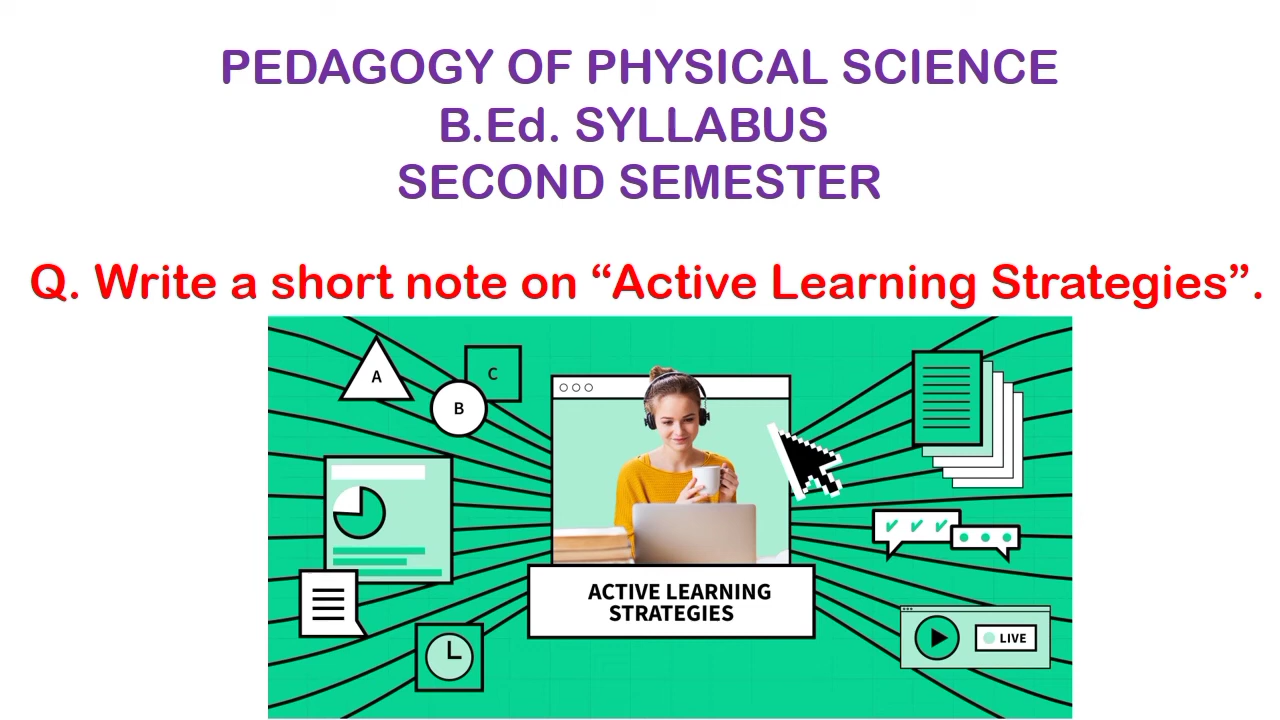 PEDAGOGY OF PHYSICAL SCIENCE
B.Ed. SYLLABUS
SECOND SEMESTER
Q. Write a short note on “Active Learning Strategies”.
A
C
B
ACTIVE LEARNING
STRATEGIES
LIVE